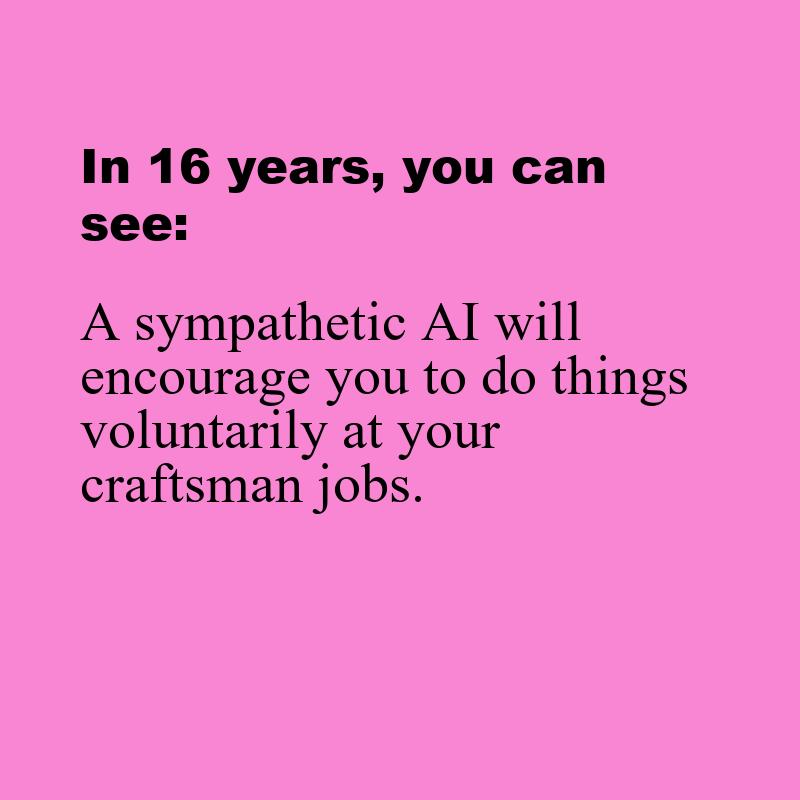 In 16 years, you can
see:
A sympathetic AI will
encourage you to do things
voluntarily at your
craftsman jobs.